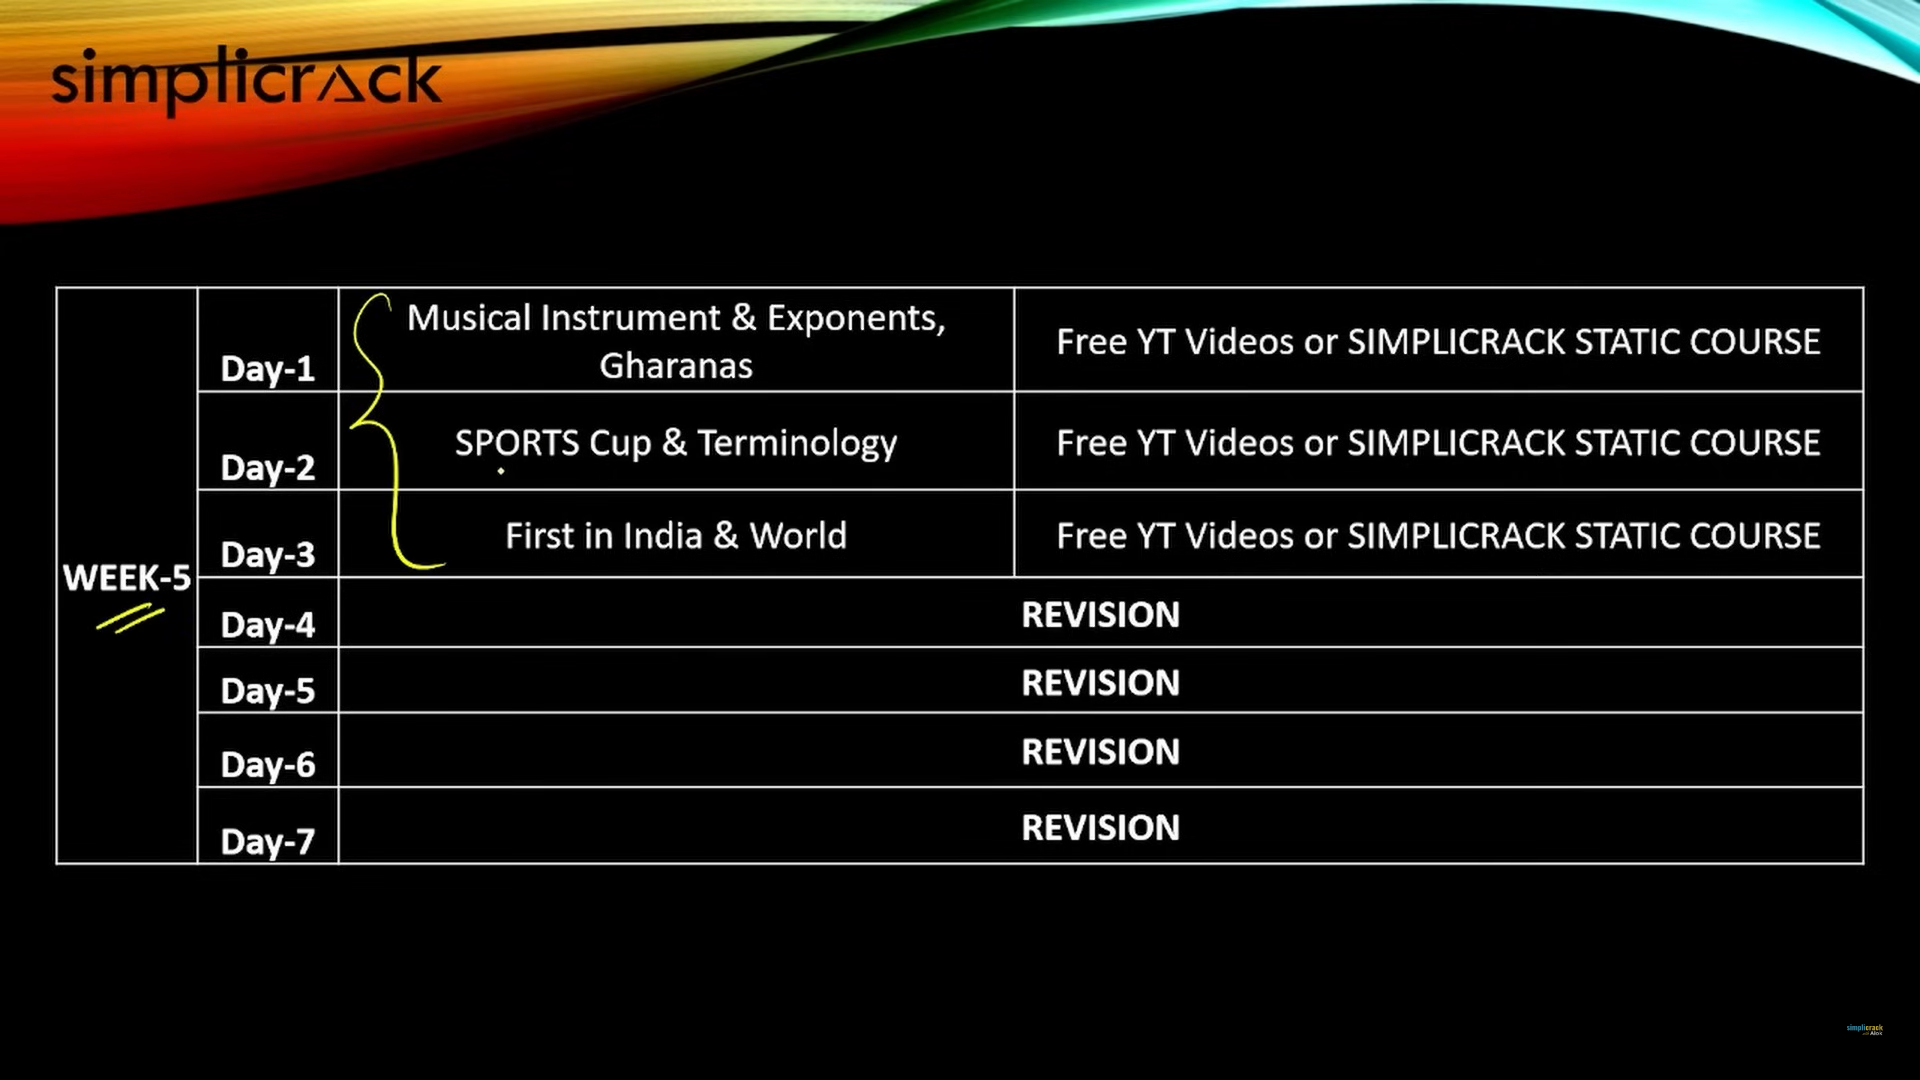 simplicrack
WEEK-5
Day-1
Musical Instrument & Exponents,
Gharanas
Free YT Videos or SIMPLICRACK STATIC COURSE
Day-2
SPORTS Cup & Terminology
Free YT Videos or SIMPLICRACK STATIC COURSE
Day-3
First in India & World
Free YT Videos or SIMPLICRACK STATIC COURSE
Day-4
REVISION
Day-5
REVISION
Day-6
REVISION
Day-7
REVISION
simplicrack